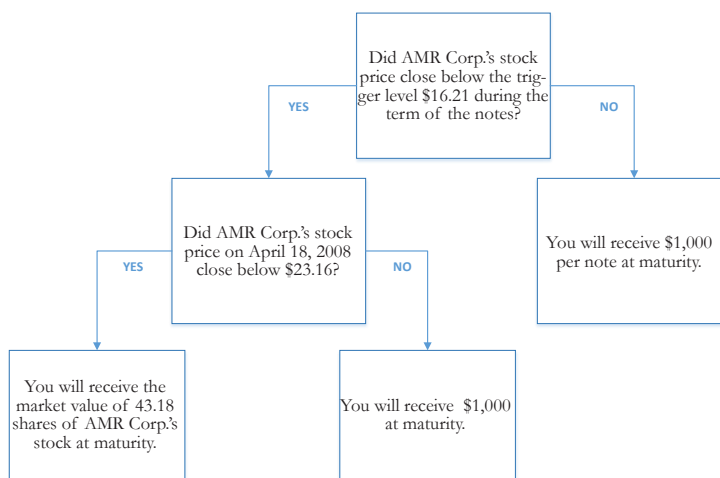 Did AMR Corp.'s stock
price close below the trig-
ger level $16.21 during the
term of the notes?
YES
NO
Did AMR Corp.'s stock
price on April 18, 2008
close below $23.16?
You will receive $1,000
per note at maturity.
YES
NO
You will receive the
market value of 43.18
shares of AMR Corp.'s
stock at maturity.
You will receive $1,000
at maturity.